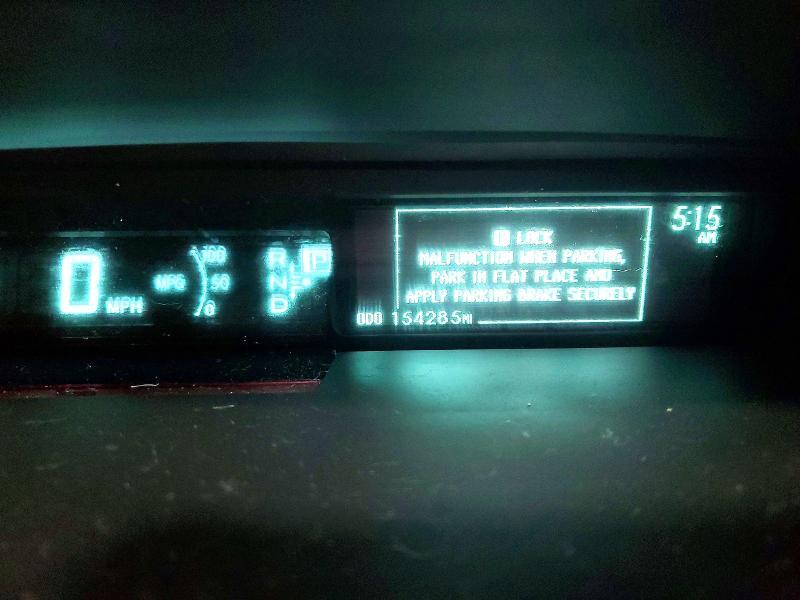 0 MPH
MPG
100
50
0
R
N
D
P
P LOCK
MALFUNCTION WHEN PARKING,
PARK IN FLAT PLACE AND
APPLY PARKING BRAKE SECURELY
ODO 154285MI
5:15
AM